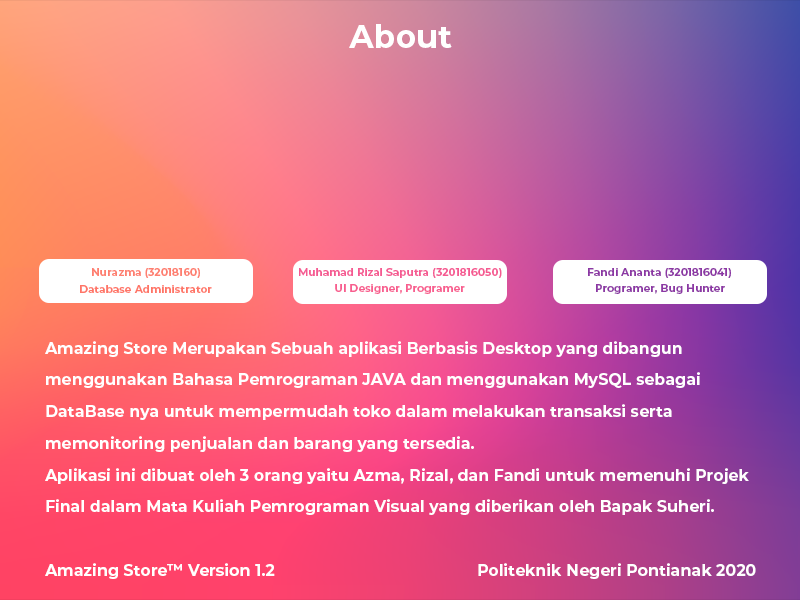 About
Nurazma (32018160)
Database Administrator
Muhamad Rizal Saputra (3201816050)
UI Designer, Programer
Fandi Ananta (3201816041)
Programer, Bug Hunter
Amazing Store Merupakan Sebuah aplikasi Berbasis Desktop yang dibangun
menggunakan Bahasa Pemrograman JAVA dan menggunakan MySQL sebagai
DataBase nya untuk mempermudah toko dalam melakukan transaksi serta
memonitoring penjualan dan barang yang tersedia.
Aplikasi ini dibuat oleh 3 orang yaitu Azma, Rizal, dan Fandi untuk memenuhi Projek
Final dalam Mata Kuliah Pemrograman Visual yang diberikan oleh Bapak Suheri.
Amazing Store™ Version 1.2
Politeknik Negeri Pontianak 2020